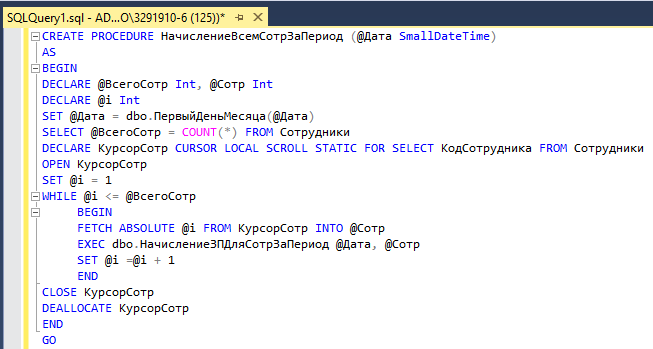 SQLQuery1.sql - AD...O\3291910-6 (125))*
CREATE PROCEDURE НачислениеВсемСотрЗаПериод (@Дата SmallDateTime)
AS
BEGIN
DECLARE @ВсегоСотр Int, @Сотр Int
DECLARE @i Int
SET @Дата = dbo.ПервыйДеньМесяца(@Дата)
SELECT @ВсегоСотр = COUNT(*) FROM Сотрудники
DECLARE КурсорСотр CURSOR LOCAL SCROLL STATIC FOR SELECT КодСотрудника FROM Сотрудники
OPEN КурсорСотр
SET @i = 1
WHILE @i <= @ВсегоСотр
BEGIN
FETCH ABSOLUTE @i FROM КурсорСотр INTO @Сотр
EXEC dbo.НачислениеЗПДляСотрЗаПериод @Дата, @Сотр
SET @i =@i + 1
END
CLOSE КурсорСотр
DEALLOCATE КурсорСотр
END
GO